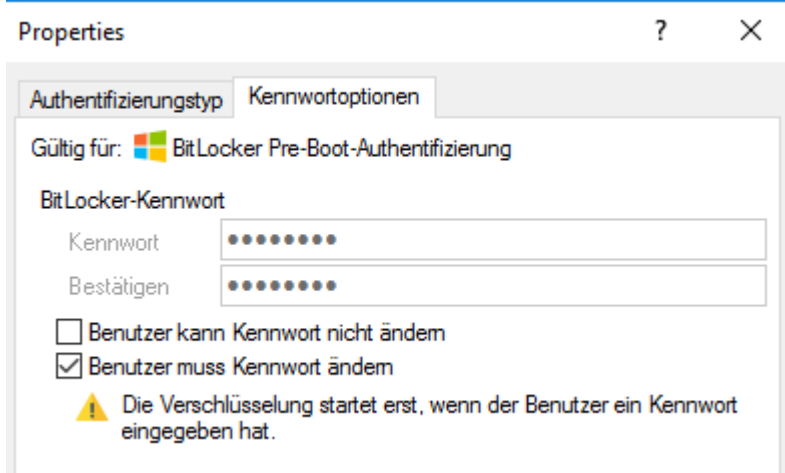 Properties
Authentifizierungstyp Kennwortoptionen
Gültig für: BitLocker Pre-Boot-Authentifizierung
BitLocker-Kennwort
Kennwort ••••••••
Bestätigen ••••••••
Benutzer kann Kennwort nicht ändern
Benutzer muss Kennwort ändern
Die Verschlüsselung startet erst, wenn der Benutzer ein Kennwort
eingegeben hat.